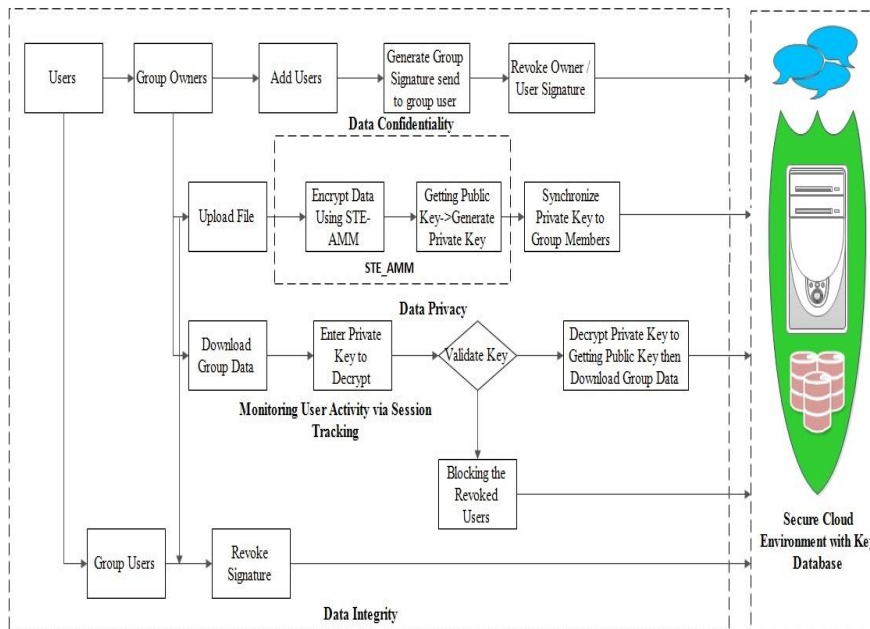 Users
Group Owners
Add Users
Generate Group
Signature send
to group user
Revoke Owner /
User Signature
Data Confidentiality
Upload File
Encrypt Data
Using STE-
AMM
Getting Public
Key->Generate
Private Key
Synchronize
Private Key to
Group Members
STE_AMM
Data Privacy
Download
Group Data
Enter Private
Key to
Decrypt
Validate Key
Decrypt Private Key to
Getting Public Key then
Download Group Data
Monitoring User Activity via Session
Tracking
Blocking the
Revoked
Users
Group Users
Revoke
Signature
Data Integrity
Secure Cloud
Environment with Key
Database